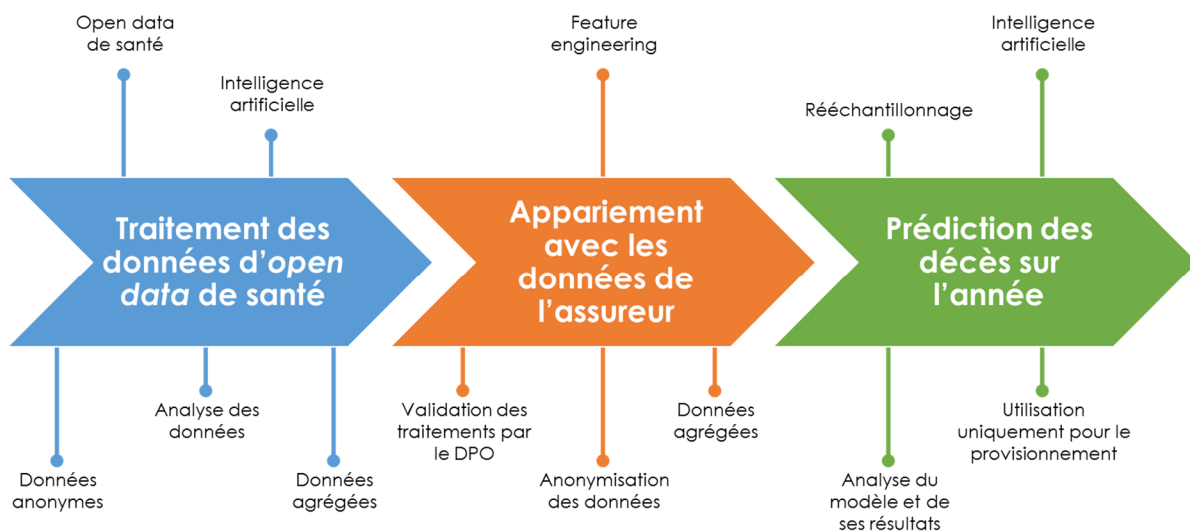 Open data
de santé
Intelligence
artificielle
Feature
engineering
Rééchantillonnage
Intelligence
artificielle
Traitement des
données d'open
data de santé
Appariement
avec les
données de
l'assureur
Prédiction des
décès sur
l'année
Données
anonymes
Analyse des
données
Données
agrégées
Validation des
traitements par
le DPO
Anonymisation
des données
Données
agrégées
Analyse du
modèle et de
ses résultats
Utilisation
uniquement pour le
provisionnement